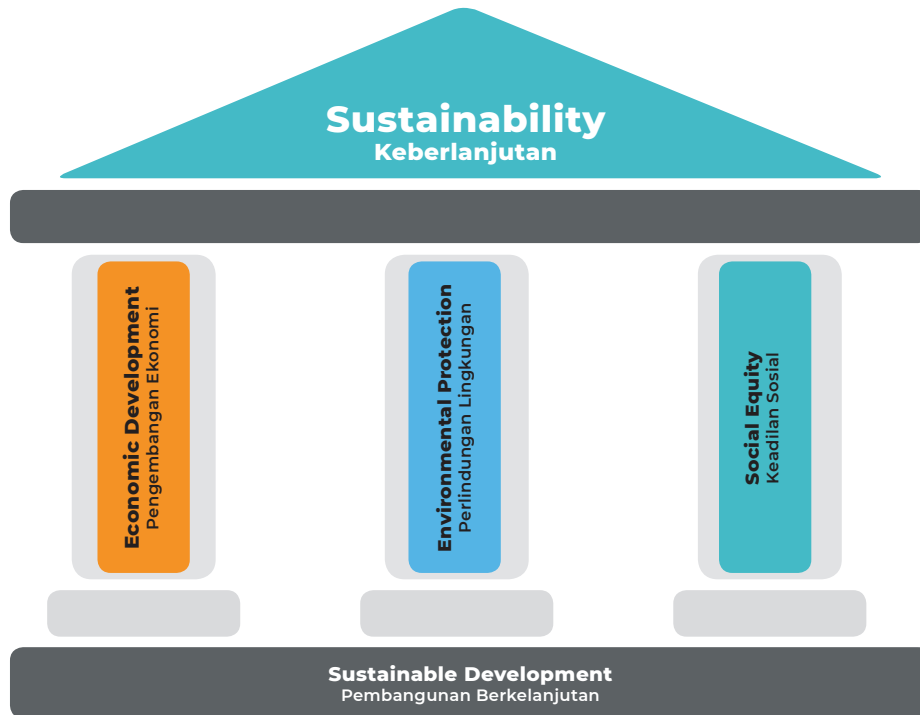 Sustainability
Keberlanjutan
Economic Development
Pengembangan Ekonomi
Environmental Protection
Perlindungan Lingkungan
Social Equity
Keadilan Sosial
Sustainable Development
Pembangunan Berkelanjutan